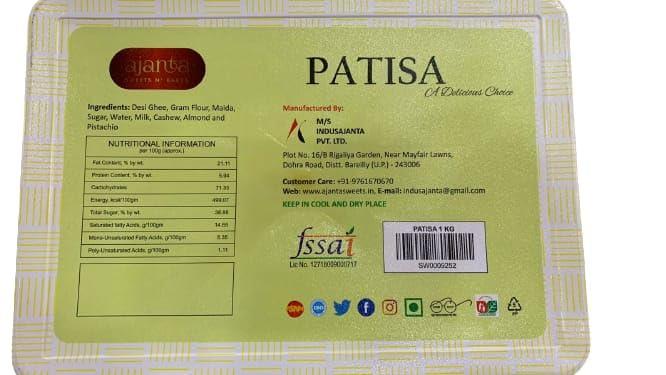 ajanta
SWEETS N' BAKES
Ingredients: Desi Ghee, Gram Flour, Maida,
Sugar, Water, Milk, Cashew, Almond and
Pistachio
NUTRITIONAL INFORMATION
per 100g (approx.)
Fat Content, % by wt. 21.11
Protein Content, % by wt. 5.94
Carbohydrates 71.33
Energy, kcal/100gm 499.07
Total Sugar, % by wt. 36.88
Saturated fatty Acids, g/100gm 14.65
Mono-Unsaturated Fatty Acids, g/100gm 5.35
Poly-Unsaturated Acids, g/100gm 1.11
PATISA
A Delicious Choice
Manufactured By:
M/S
INDUSAJANTA
PVT. LTD.
Plot No. 16/B Rigaliya Garden, Near Mayfair Lawns,
Dohra Road, Distt. Bareilly (U.P.) - 243006
Customer Care: +91-9761670670
Web: www.ajantasweets.in, E-mail: indusajanta@gmail.com
KEEP IN COOL AND DRY PLACE
fssai
Lic No. 12718009000717
PATISA 1 KG
SW0009252